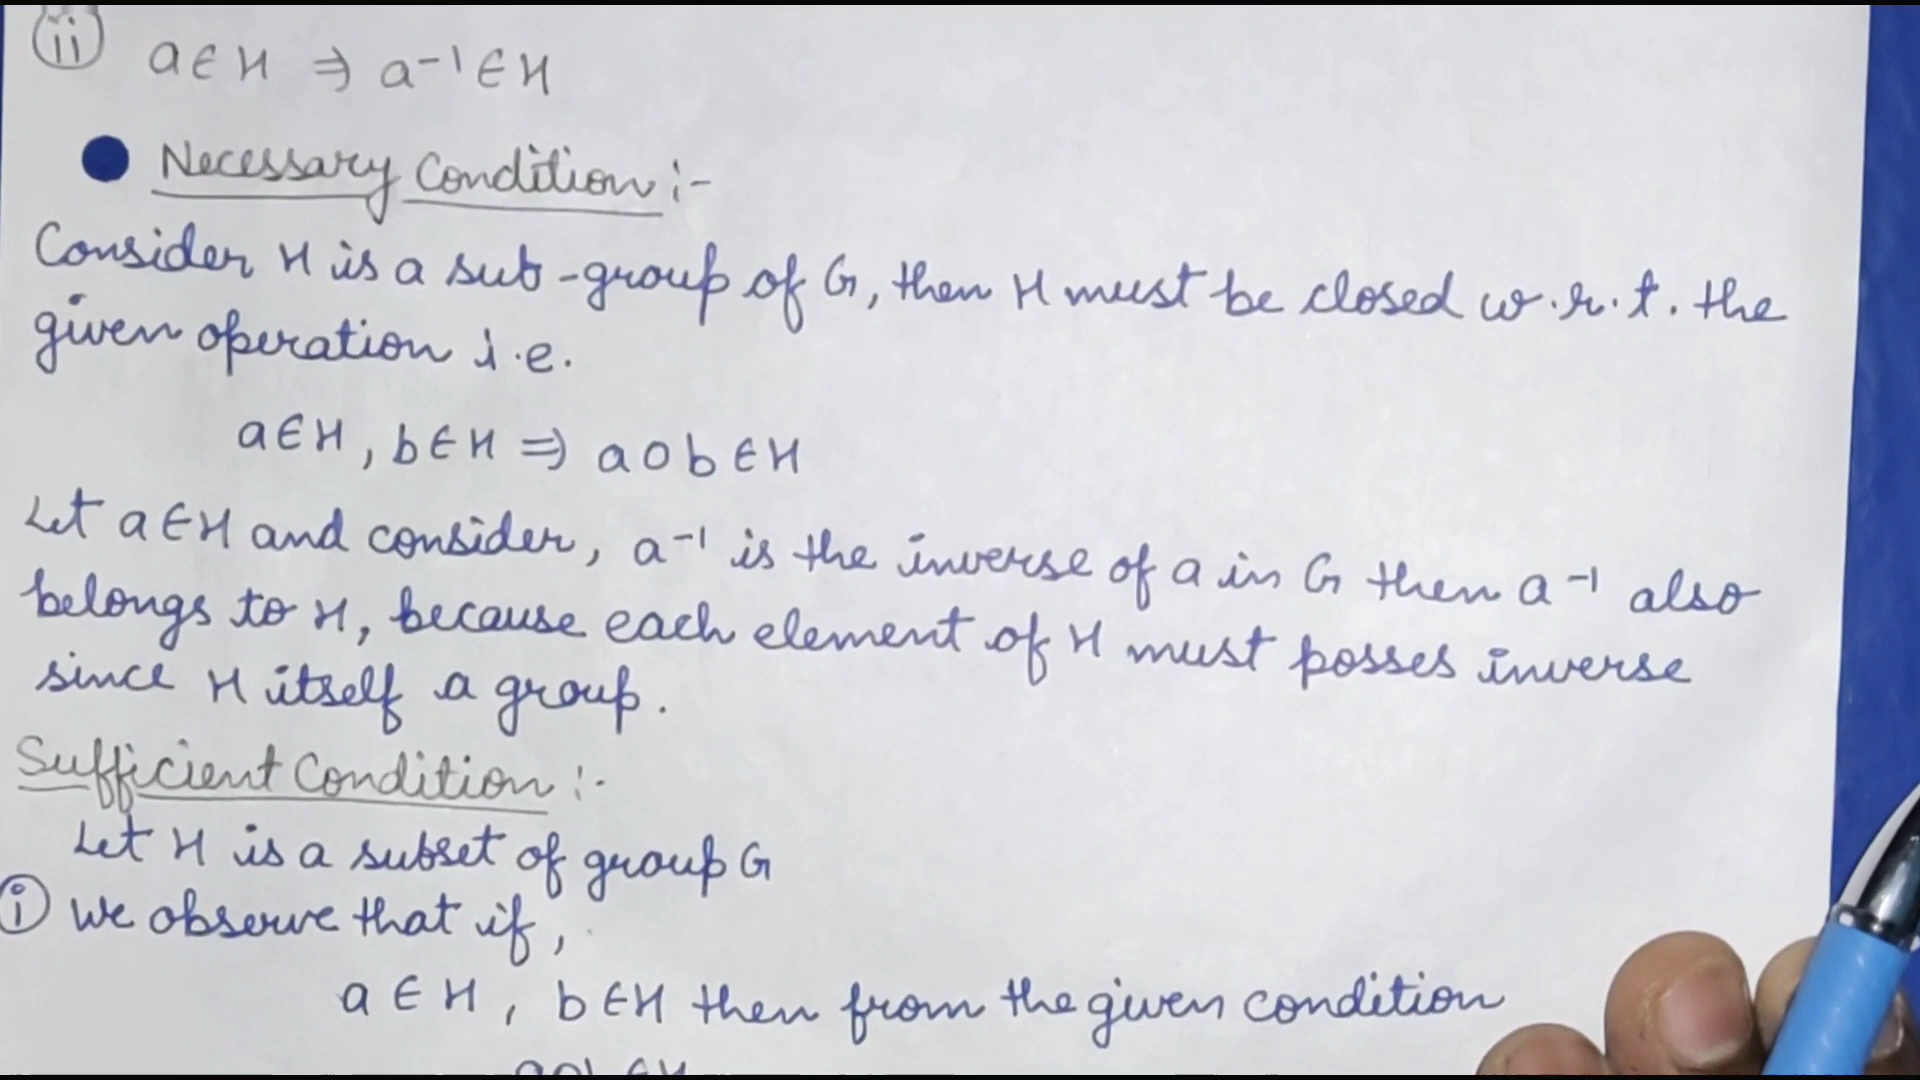 (ii) a∈H ⇒ a⁻¹∈H
● Necessary Condition :-
Consider H is a sub-group of G, then H must be closed w.r.t. the
given operation i.e.
a∈H, b∈H ⇒ aob∈H
Let a∈H and consider, a⁻¹ is the inverse of a in G then a⁻¹ also
belongs to H, because each element of H must posses inverse
since H itself a group.
Sufficient Condition :-
Let H is a subset of group G
(i) we observe that if,
a∈H, b∈H then from the given condition